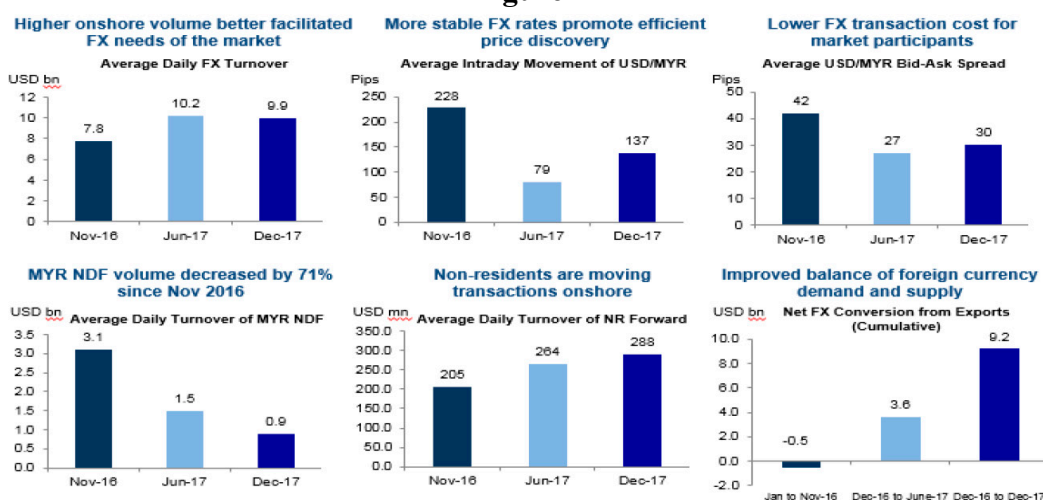 Higher onshore volume better facilitated
FX needs of the market
Average Daily FX Turnover
USD bn
12
10
8
6
4
2
0
7.8
10.2
9.9
Nov-16
Jun-17
Dec-17
More stable FX rates promote efficient
price discovery
Average Intraday Movement of USD/MYR
Pips
250
200
150
100
50
0
228
79
137
Nov-16
Jun-17
Dec-17
Lower FX transaction cost for
market participants
Average USD/MYR Bid-Ask Spread
Pips
50
40
30
20
10
0
42
27
30
Nov-16
Jun-17
Dec-17
MYR NDF volume decreased by 71%
since Nov 2016
USD bn
Average Daily Turnover of MYR NDF
3.5
3.0
2.5
2.0
1.5
1.0
0.5
0.0
3.1
1.5
0.9
Nov-16
Jun-17
Dec-17
Non-residents are moving
transactions onshore
USD mn
Average Daily Turnover of NR Forward
350.0
300.0
250.0
200.0
150.0
100.0
50.0
0.0
205
264
288
Nov-16
Jun-17
Dec-17
Improved balance of foreign currency
demand and supply
USD bn
Net FX Conversion from Exports
(Cumulative)
10.0
8.0
6.0
4.0
2.0
0.0
-2.0
-0.5
3.6
9.2
Jan to Nov-16
Dec-16 to June-17
Dec-16 to Dec-17